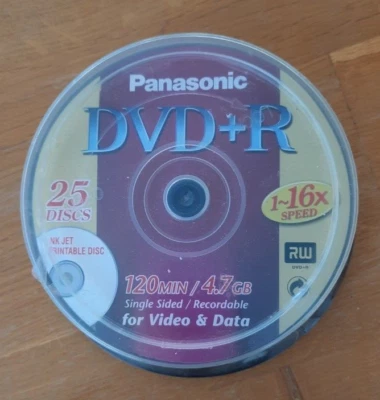 Panasonic
DVD+R
25
DISCS
1~16x
SPEED
INK JET
PRINTABLE DISC
RW
DVD+R
120MIN/4.7GB
Single Sided / Recordable
for Video & Data